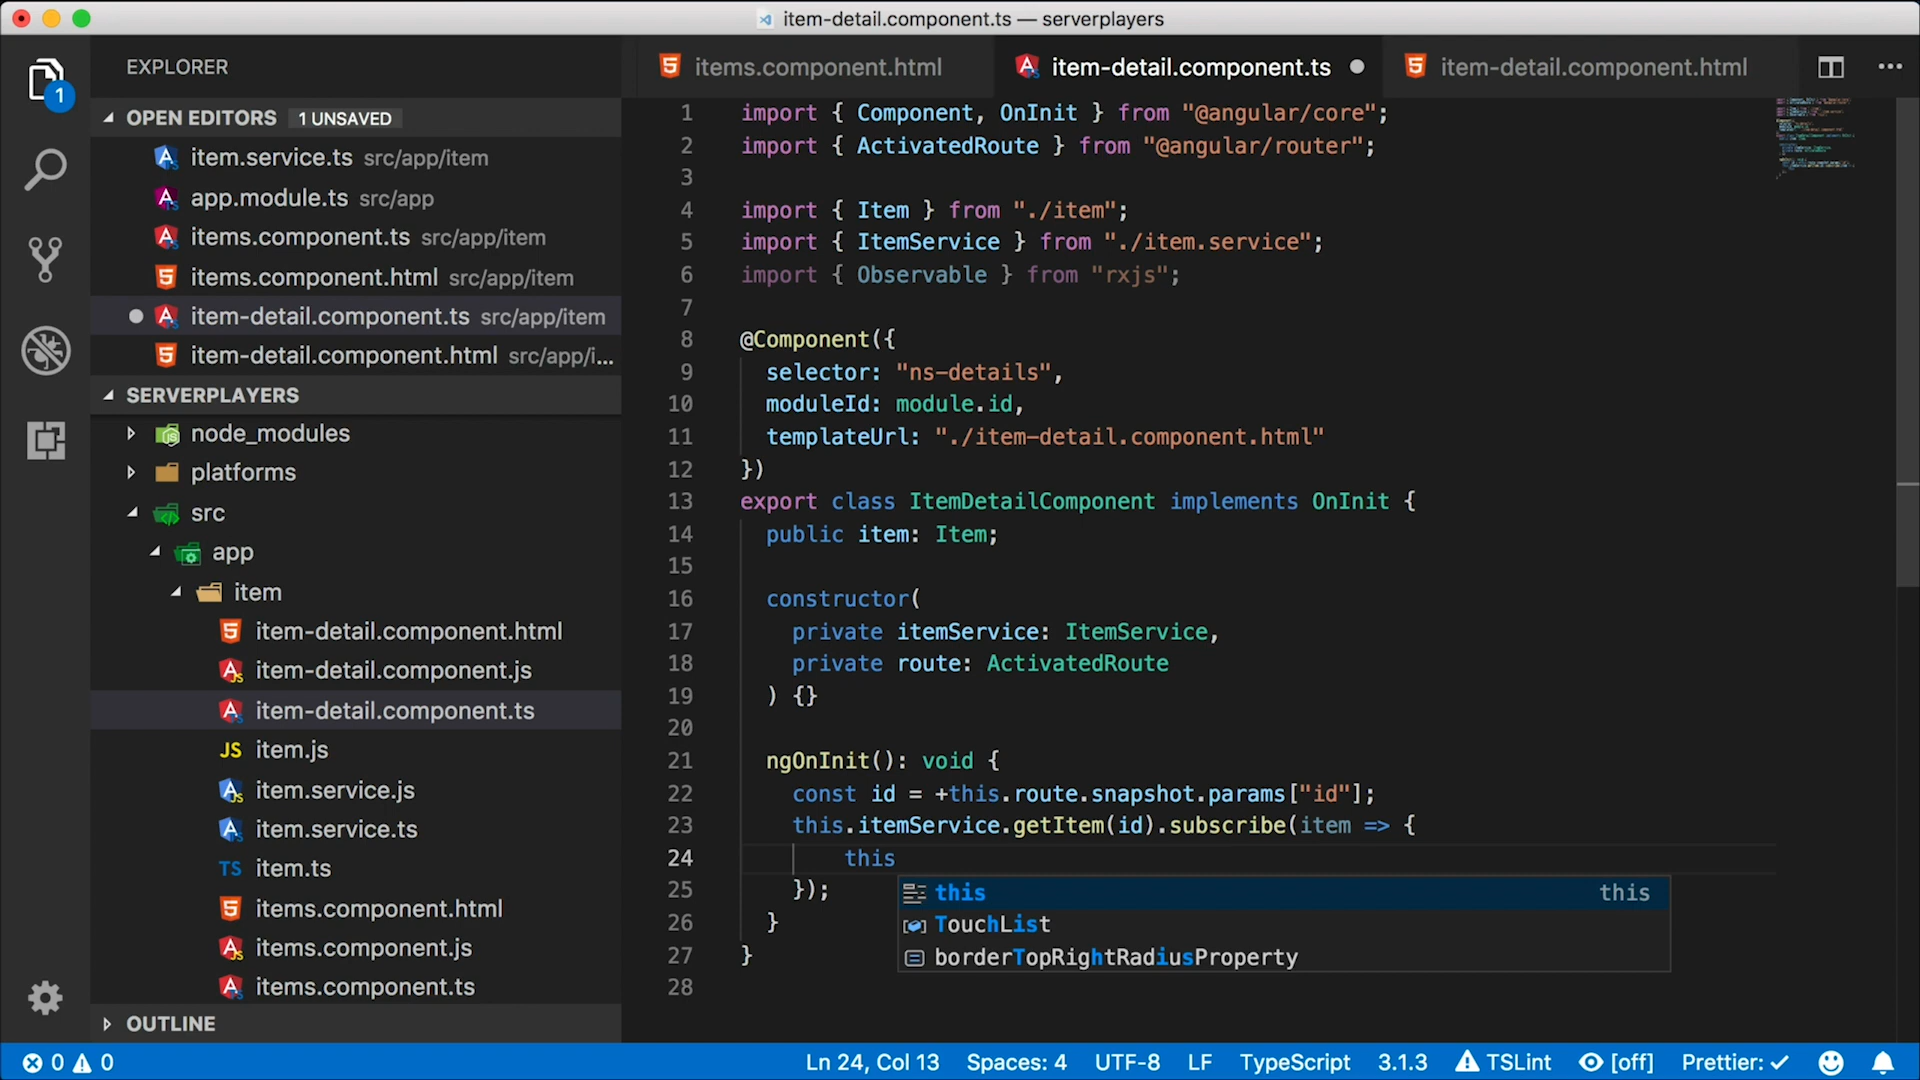 item-detail.component.ts — serverplayers
EXPLORER
1
OPEN EDITORS 1 UNSAVED
item.service.ts src/app/item
app.module.ts src/app
items.component.ts src/app/item
items.component.html src/app/item
item-detail.component.ts src/app/item
item-detail.component.html src/app/i...
SERVERPLAYERS
node_modules
platforms
src
app
item
item-detail.component.html
item-detail.component.js
item-detail.component.ts
JS item.js
item.service.js
item.service.ts
TS item.ts
items.component.html
items.component.js
items.component.ts
OUTLINE
items.component.html item-detail.component.ts item-detail.component.html
1 import { Component, OnInit } from "@angular/core";
2 import { ActivatedRoute } from "@angular/router";
3
4 import { Item } from "./item";
5 import { ItemService } from "./item.service";
6 import { Observable } from "rxjs";
7
8 @Component({
9 selector: "ns-details",
10 moduleId: module.id,
11 templateUrl: "./item-detail.component.html"
12 })
13 export class ItemDetailComponent implements OnInit {
14 public item: Item;
15
16 constructor(
17 private itemService: ItemService,
18 private route: ActivatedRoute
19 ) {}
20
21 ngOnInit(): void {
22 const id = +this.route.snapshot.params["id"];
23 this.itemService.getItem(id).subscribe(item => {
24 this
25 });
this this
TouchList
borderTopRightRadiusProperty
26 }
27 }
28
0 0 Ln 24, Col 13 Spaces: 4 UTF-8 LF TypeScript 3.1.3 TSLint [off] Prettier: ✓